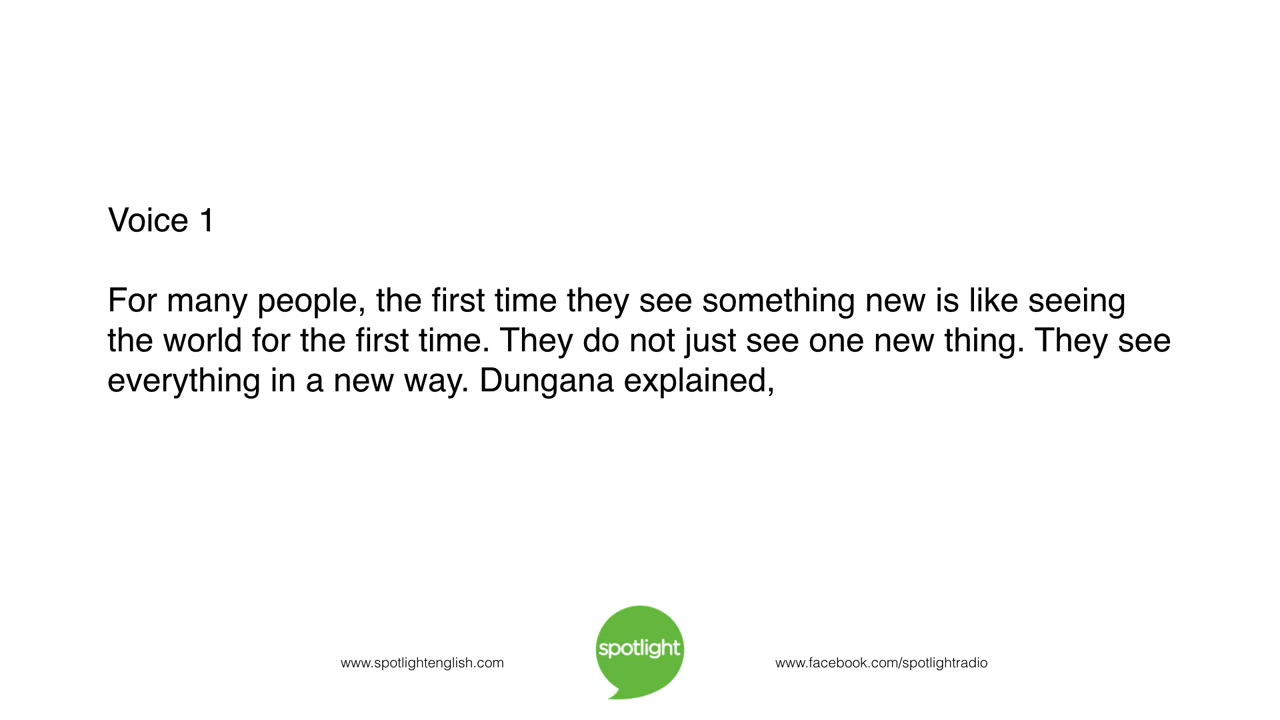 Voice 1
For many people, the first time they see something new is like seeing
the world for the first time. They do not just see one new thing. They see
everything in a new way. Dungana explained,
spotlight
www.spotlightenglish.com
www.facebook.com/spotlightradio